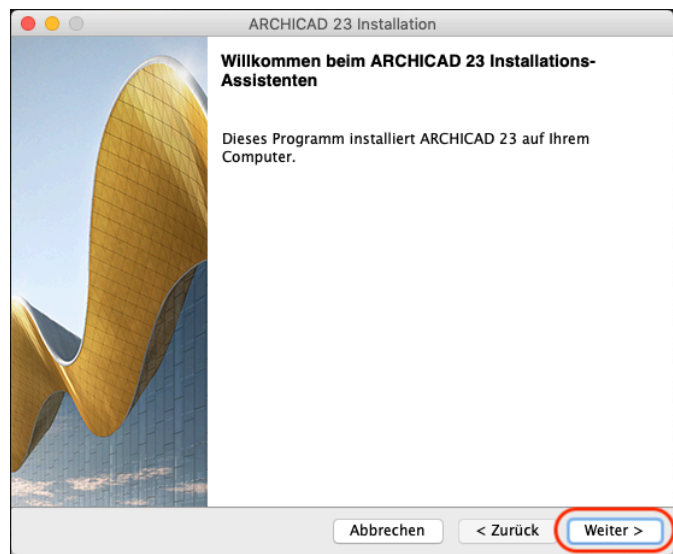 ARCHICAD 23 Installation
Willkommen beim ARCHICAD 23 Installations-
Assistenten
Dieses Programm installiert ARCHICAD 23 auf Ihrem
Computer.
Abbrechen
< Zurück
Weiter >